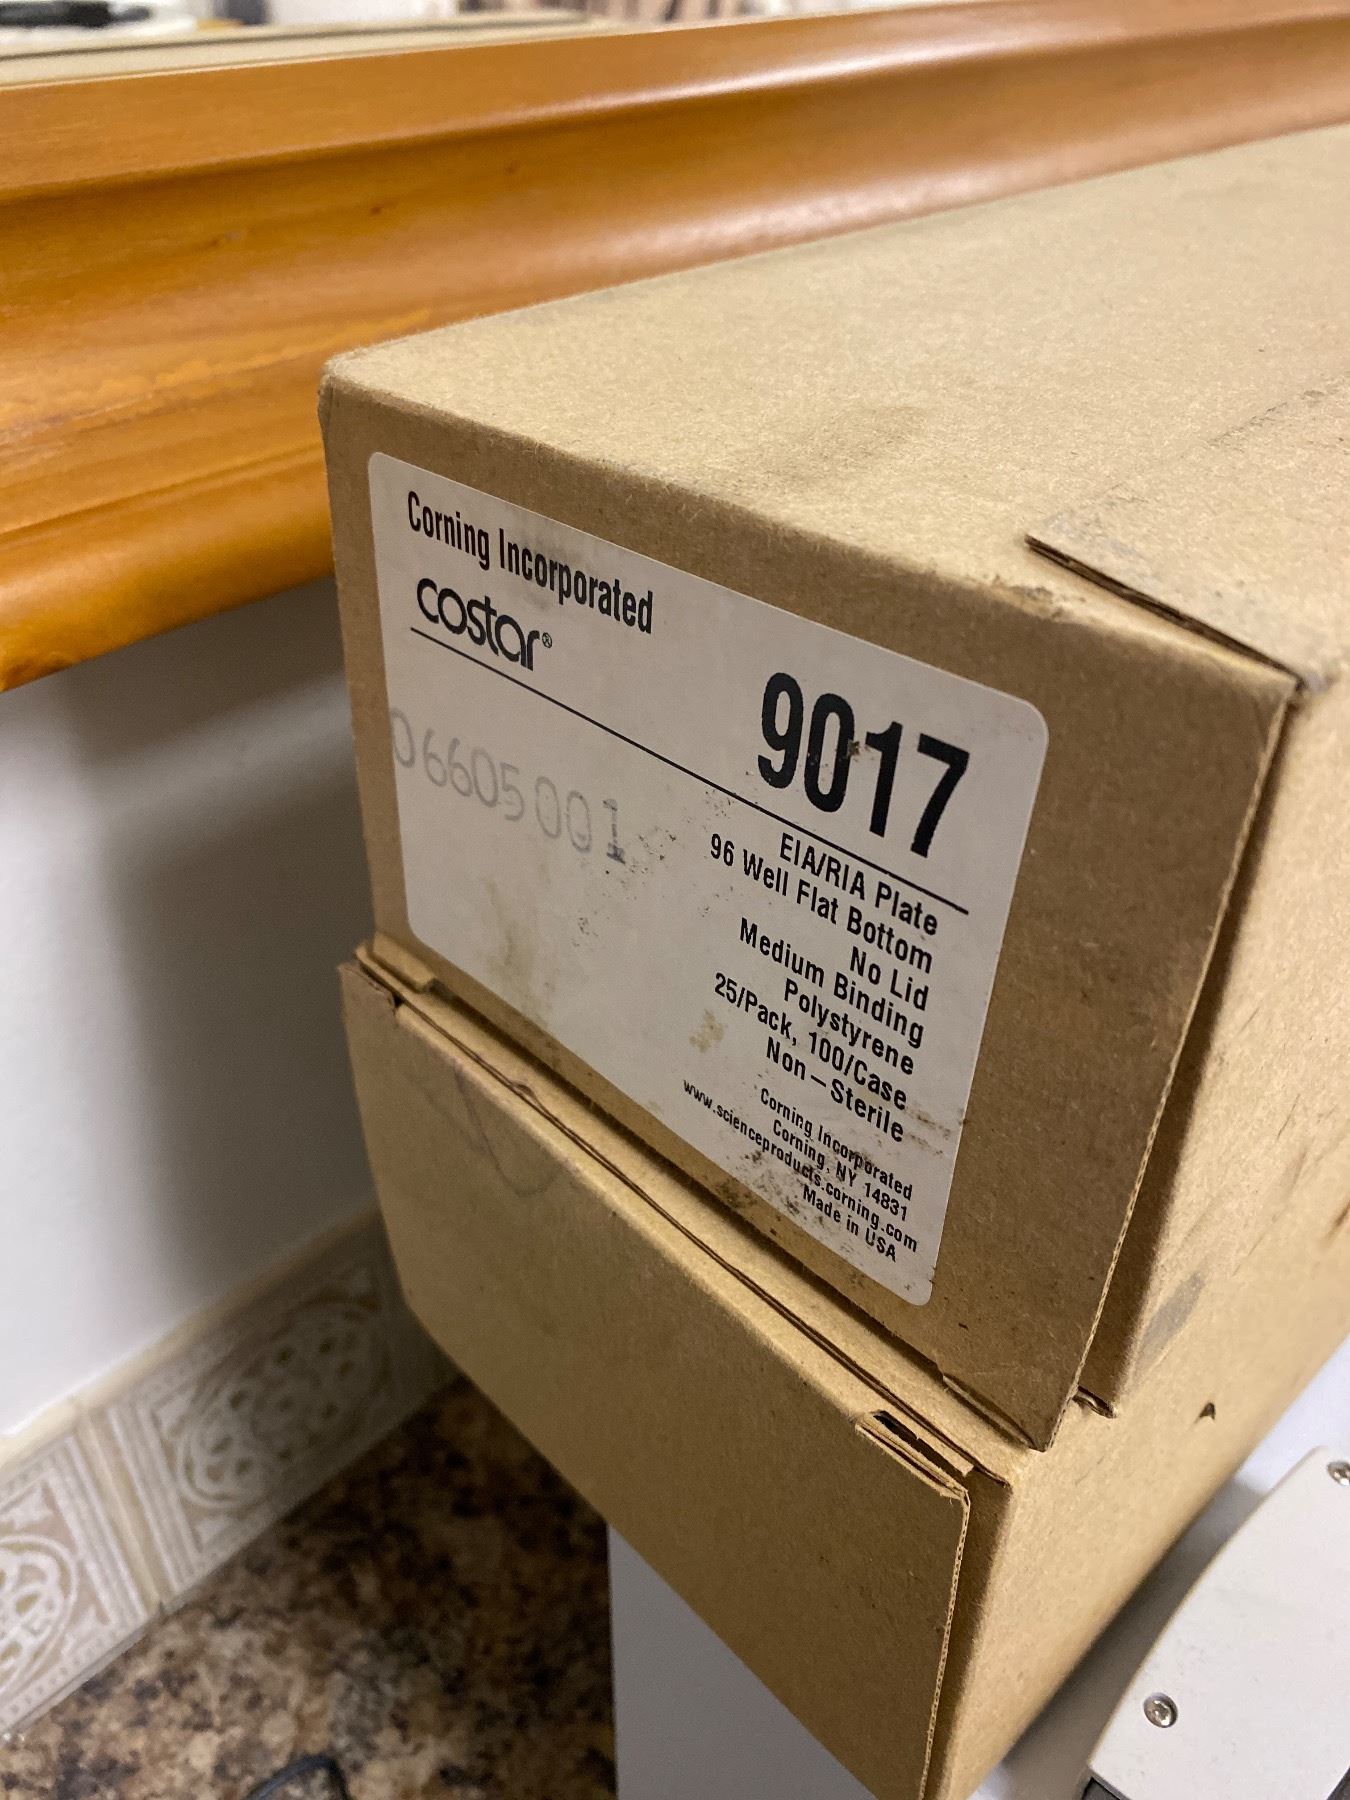 Corning Incorporated
costar®
9017
06605001
EIA/RIA Plate
96 Well Flat Bottom
No Lid
Medium Binding
Polystyrene
25/Pack, 100/Case
Non-Sterile
Corning Incorporated
Corning, NY 14831
www.scienceproducts.corning.com
Made in USA